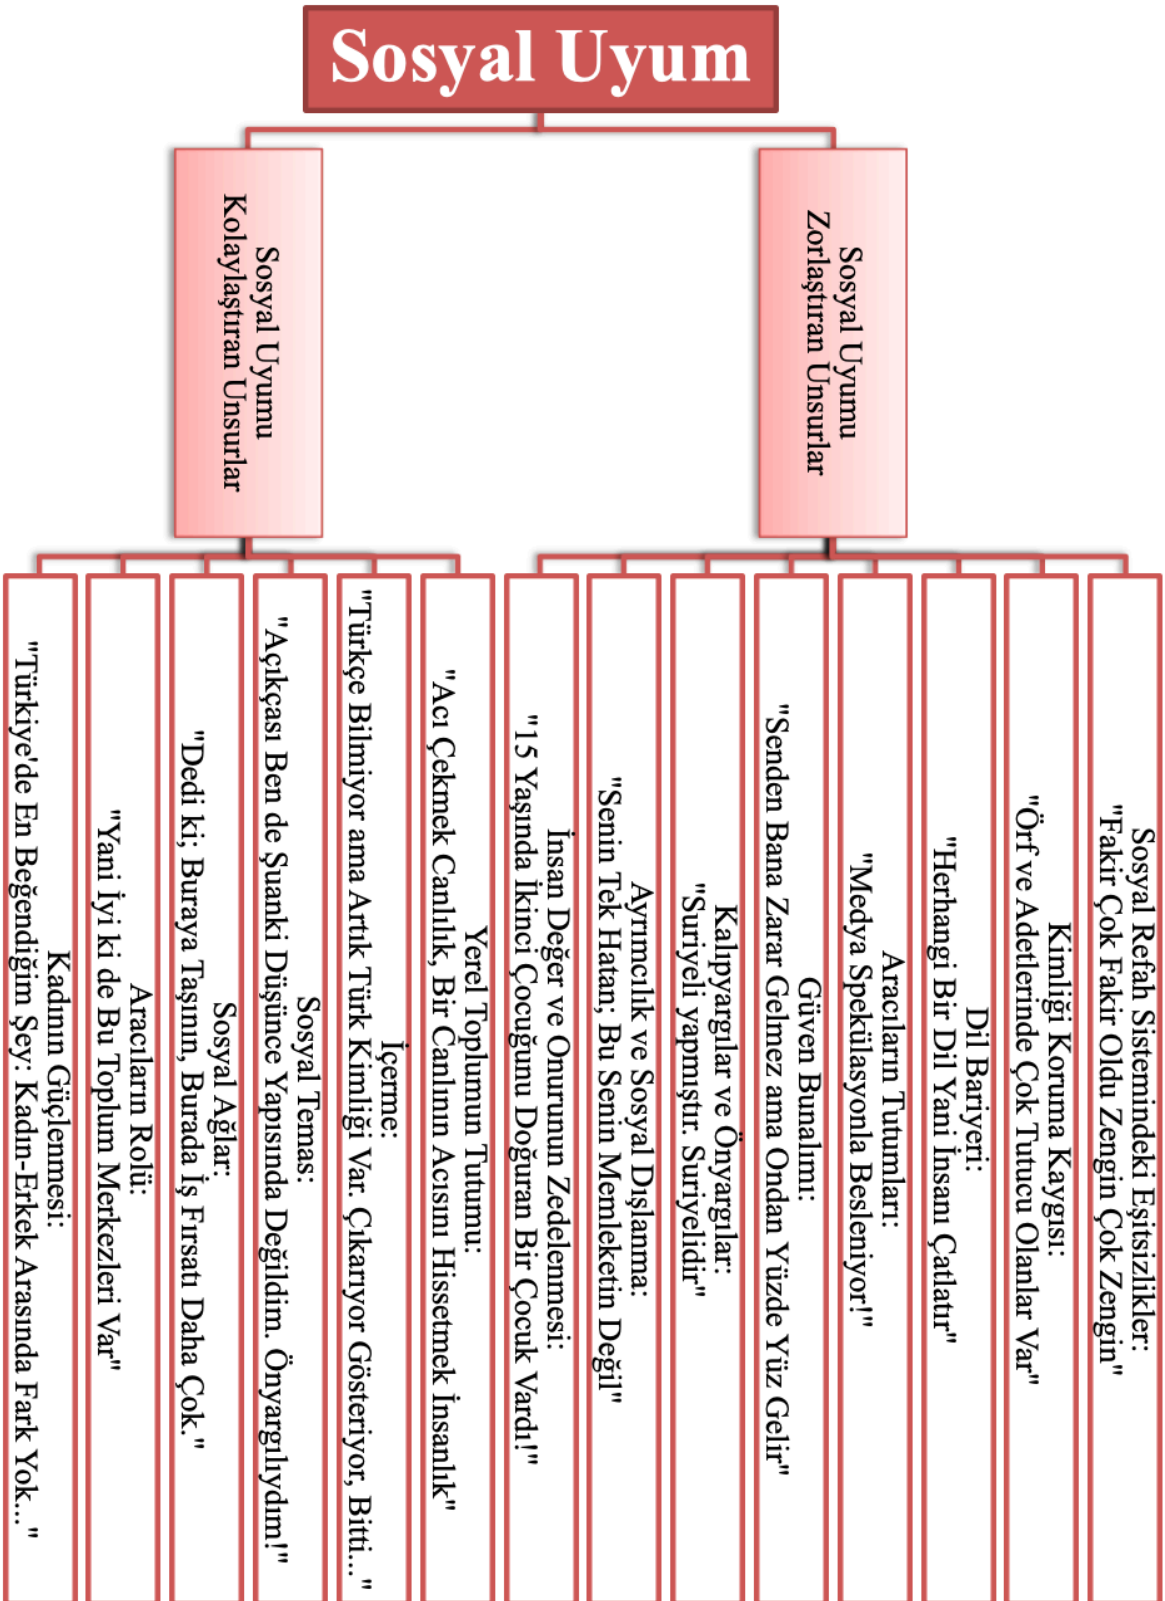 Sosyal Uyum
Sosyal Uyumu
Zorlaştıran Unsurlar
Sosyal Refah Sistemindeki Eşitsizlikler:
"Fakir Çok Fakir Oldu Zengin Çok Zengin"
Kimliği Koruma Kaygısı:
"Örf ve Adetlerinde Çok Tutucu Olanlar Var"
Dil Bariyeri:
"Herhangi Bir Dil Yani İnsanı Çatlatır"
Aracıların Tutumları:
"Medya Spekülasyonla Besleniyor!"
Güven Bunalımı:
"Senden Bana Zarar Gelmez ama Ondan Yüzde Yüz Gelir"
Kalıpyargılar ve Önyargılar:
"Suriyeli yapmıştır. Suriyelidir"
Ayrımcılık ve Sosyal Dışlanma:
"Senin Tek Hatan; Bu Senin Memleketin Değil"
İnsan Değer ve Onurunun Zedelenmesi:
"15 Yaşında İkinci Çocuğunu Doğuran Bir Çocuk Vardı!"
Sosyal Uyumu
Kolaylaştıran Unsurlar
Yerel Toplumun Tutumu:
"Acı Çekmek Canlılık, Bir Canlının Acısını Hissetmek İnsanlık"
İçerme:
"Türkçe Bilmiyor ama Artık Türk Kimliği Var. Çıkarıyor Gösteriyor, Bitti... "
Sosyal Temas:
"Açıkçası Ben de Şuanki Düşünce Yapısında Değildim. Önyargılıydım!"
Sosyal Ağlar:
"Dedi ki; Buraya Taşının, Burada İş Fırsatı Daha Çok."
Aracıların Rolü:
"Yani İyi ki de Bu Toplum Merkezleri Var"
Kadının Güçlenmesi:
"Türkiye'de En Beğendiğim Şey: Kadın-Erkek Arasında Fark Yok... "